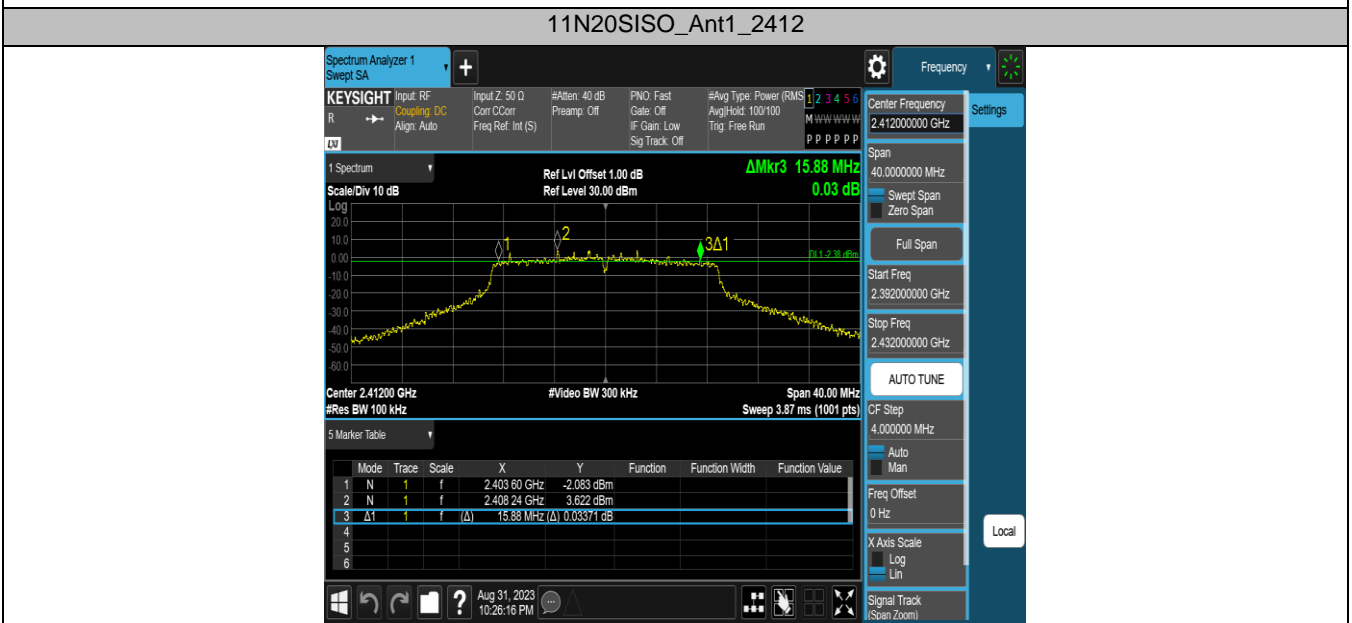 11N20SISO_Ant1_2412
Spectrum Analyzer 1
Swept SA
+
Frequency
KEYSIGHT
R
LXI
Input: RF
Coupling: DC
Align: Auto
Input Z: 50 Ω
Corr CCorr
Freq Ref: Int (S)
#Atten: 40 dB
Preamp: Off
PNO: Fast
Gate: Off
IF Gain: Low
Sig Track: Off
#Avg Type: Power (RMS
Avg|Hold: 100/100
Trig: Free Run
1 2 3 4 5 6
M W W W W W
P P P P P P
1 Spectrum
Scale/Div 10 dB
Ref Lvl Offset 1.00 dB
Ref Level 30.00 dBm
ΔMkr3 15.88 MHz
0.03 dB
Log
20.0
10.0
0.00
-10.0
-20.0
-30.0
-40.0
-50.0
-60.0
1
2
3Δ1
DL1 -2.38 dBm
Center 2.41200 GHz
#Video BW 300 kHz
Span 40.00 MHz
#Res BW 100 kHz
Sweep 3.87 ms (1001 pts)
5 Marker Table
Mode Trace Scale X Y Function Function Width Function Value
1 N 1 f 2.403 60 GHz -2.083 dBm
2 N 1 f 2.408 24 GHz 3.622 dBm
3 Δ1 1 f (Δ) 15.88 MHz (Δ) 0.03371 dB
4
5
6
?
Aug 31, 2023
10:26:16 PM
Center Frequency
2.412000000 GHz
Settings
Span
40.0000000 MHz
Swept Span
Zero Span
Full Span
Start Freq
2.392000000 GHz
Stop Freq
2.432000000 GHz
AUTO TUNE
CF Step
4.000000 MHz
Auto
Man
Freq Offset
0 Hz
Local
X Axis Scale
Log
Lin
Signal Track
(Span Zoom)